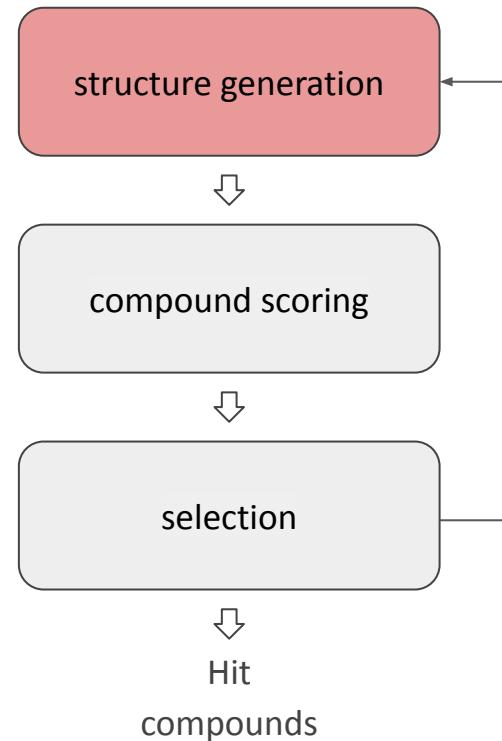 structure generation
compound scoring
selection
Hit
compounds